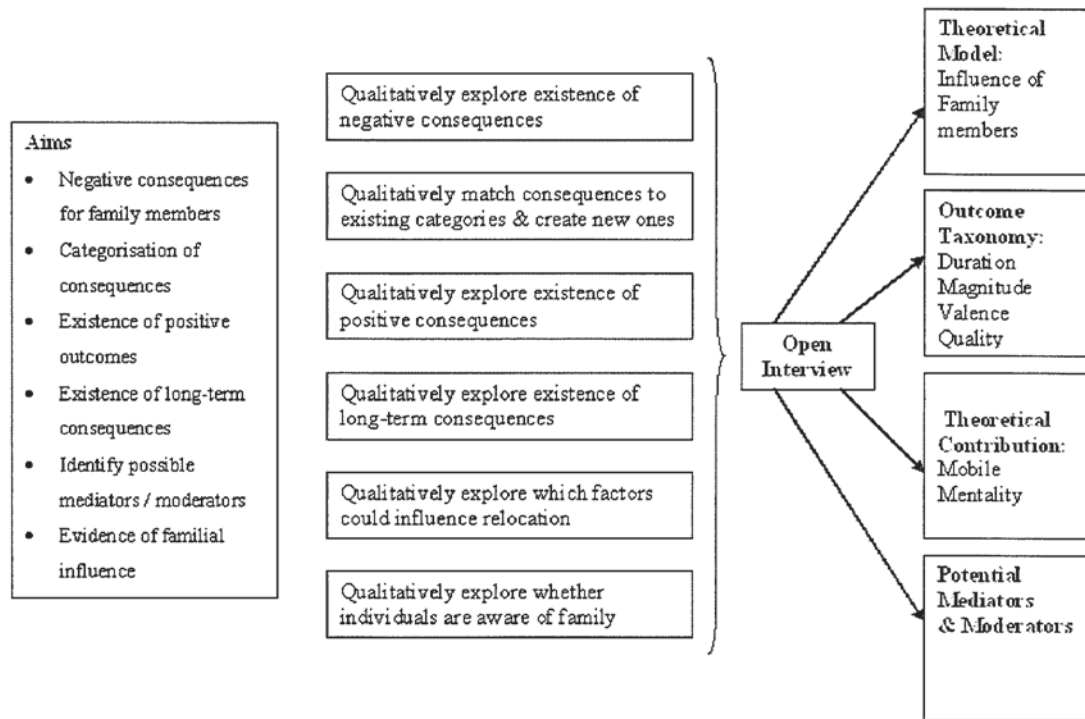 Aims
• Negative consequences
for family members
• Categorisation of
consequences
• Existence of positive
outcomes
• Existence of long-term
consequences
• Identify possible
mediators / moderators
• Evidence of familial
influence
Qualitatively explore existence of
negative consequences
Qualitatively match consequences to
existing categories & create new ones
Qualitatively explore existence of
positive consequences
Qualitatively explore existence of
long-term consequences
Qualitatively explore which factors
could influence relocation
Qualitatively explore whether
individuals are aware of family
Open
Interview
Theoretical
Model:
Influence of
Family
members
Outcome
Taxonomy:
Duration
Magnitude
Valence
Quality
Theoretical
Contribution:
Mobile
Mentality
Potential
Mediators
& Moderators